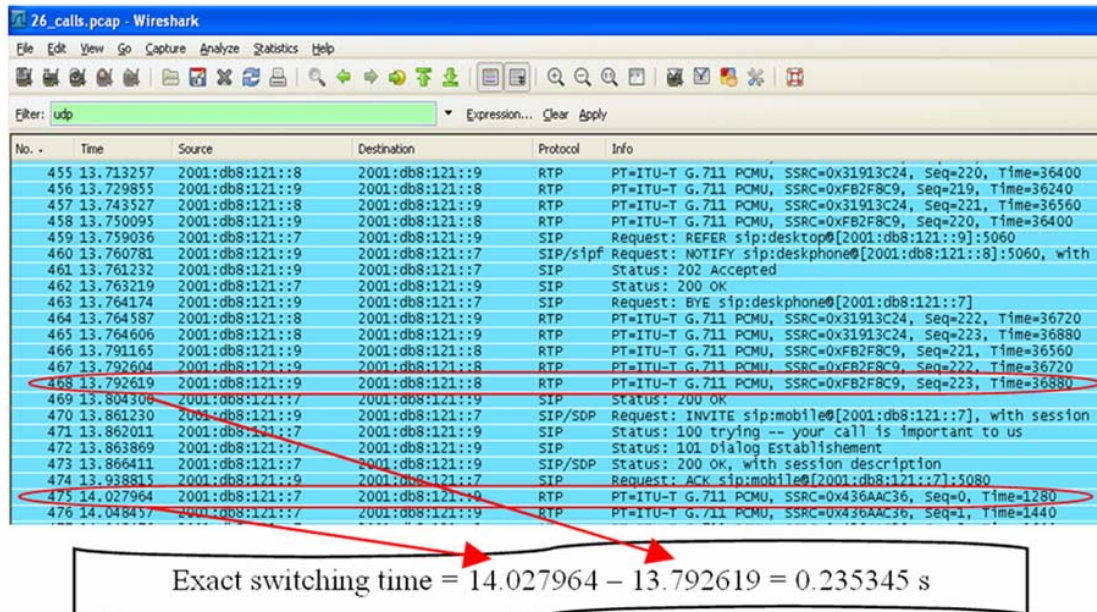 26_calls.pcap - Wireshark
File Edit View Go Capture Analyze Statistics Help
Filter: udp Expression... Clear Apply
No. - Time Source Destination Protocol Info
455 13.713257 2001:db8:121::8 2001:db8:121::9 RTP PT=ITU-T G.711 PCMU, SSRC=0x31913C24, Seq=220, Time=36400
456 13.729855 2001:db8:121::9 2001:db8:121::8 RTP PT=ITU-T G.711 PCMU, SSRC=0xFB2F8C9, Seq=219, Time=36240
457 13.743527 2001:db8:121::8 2001:db8:121::9 RTP PT=ITU-T G.711 PCMU, SSRC=0x31913C24, Seq=221, Time=36560
458 13.750095 2001:db8:121::9 2001:db8:121::8 RTP PT=ITU-T G.711 PCMU, SSRC=0xFB2F8C9, Seq=220, Time=36400
459 13.759036 2001:db8:121::7 2001:db8:121::9 SIP Request: REFER sip:desktop@[2001:db8:121::9]:5060
460 13.760781 2001:db8:121::9 2001:db8:121::7 SIP/sipf Request: NOTIFY sip:deskphone@[2001:db8:121::8]:5060, with
461 13.761232 2001:db8:121::9 2001:db8:121::7 SIP Status: 202 Accepted
462 13.763219 2001:db8:121::7 2001:db8:121::9 SIP Status: 200 OK
463 13.764174 2001:db8:121::9 2001:db8:121::7 SIP Request: BYE sip:deskphone@[2001:db8:121::7]
464 13.764587 2001:db8:121::8 2001:db8:121::9 RTP PT=ITU-T G.711 PCMU, SSRC=0x31913C24, Seq=222, Time=36720
465 13.764606 2001:db8:121::8 2001:db8:121::9 RTP PT=ITU-T G.711 PCMU, SSRC=0x31913C24, Seq=223, Time=36880
466 13.791165 2001:db8:121::9 2001:db8:121::8 RTP PT=ITU-T G.711 PCMU, SSRC=0xFB2F8C9, Seq=221, Time=36560
467 13.792604 2001:db8:121::9 2001:db8:121::8 RTP PT=ITU-T G.711 PCMU, SSRC=0xFB2F8C9, Seq=222, Time=36720
468 13.792619 2001:db8:121::9 2001:db8:121::8 RTP PT=ITU-T G.711 PCMU, SSRC=0xFB2F8C9, Seq=223, Time=36880
469 13.804300 2001:db8:121::7 2001:db8:121::9 SIP Status: 200 OK
470 13.861230 2001:db8:121::9 2001:db8:121::7 SIP/SDP Request: INVITE sip:mobile@[2001:db8:121::7], with session
471 13.862011 2001:db8:121::7 2001:db8:121::9 SIP Status: 100 trying -- your call is important to us
472 13.863869 2001:db8:121::7 2001:db8:121::9 SIP Status: 101 Dialog Establishement
473 13.866411 2001:db8:121::7 2001:db8:121::9 SIP/SDP Status: 200 OK, with session description
474 13.938815 2001:db8:121::9 2001:db8:121::7 SIP Request: ACK sip:mobile@[2001:db8:121::7]:5080
475 14.027964 2001:db8:121::7 2001:db8:121::9 RTP PT=ITU-T G.711 PCMU, SSRC=0x436AAC36, Seq=0, Time=1280
476 14.048457 2001:db8:121::7 2001:db8:121::9 RTP PT=ITU-T G.711 PCMU, SSRC=0x436AAC36, Seq=1, Time=1440
Exact switching time = 14.027964 – 13.792619 = 0.235345 s